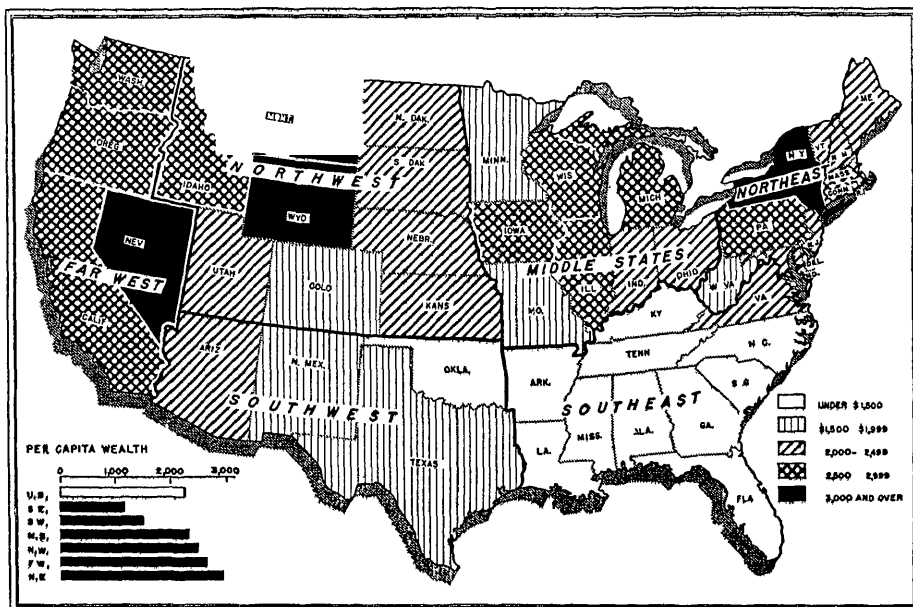 WASH
OREG.
IDAHO
MONT.
NORTHWEST
WYO
N. DAK.
S. DAK
NEBR.
KANS
NEV
FAR WEST
CALIF
UTAH
COLO
ARIZ
N. MEX.
SOUTHWEST
TEXAS
OKLA.
MINN.
WIS
IOWA
MICH
MIDDLE STATES
MO.
ILL
IND.
OHIO
KY
W VA
VA
TENN
N C.
ARK.
S.C
SOUTHEAST
MISS.
ALA.
GA.
LA.
FLA
ME
N Y
VT
N. H.
MASS
CONN
R.I.
NORTHEAST
PA
N.J.
DEL.
UNDER $1,500
$1,500 $1,999
2,000- 2,499
2,500 2,999
3,000 AND OVER
PER CAPITA WEALTH
0 1,000 2,000 3,000
U.S.
S E.
S W.
M.S.
N.W.
F W.
N.E